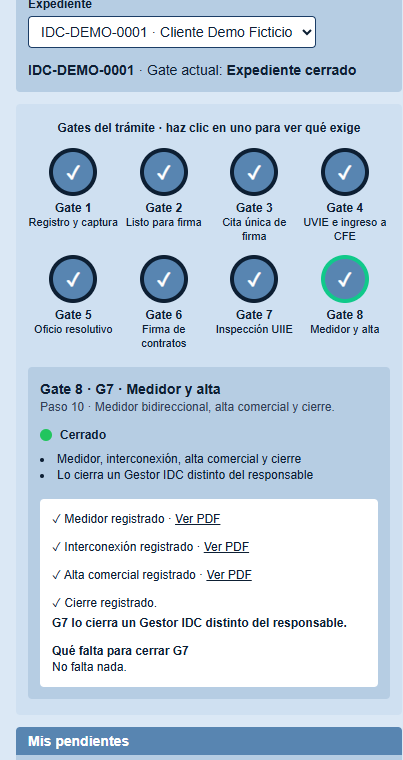 Expediente
IDC-DEMO-0001 · Cliente Demo Ficticio
IDC-DEMO-0001 · Gate actual: Expediente cerrado
Gates del trámite · haz clic en uno para ver qué exige
✓ ✓ ✓ ✓
Gate 1 Gate 2 Gate 3 Gate 4
Registro y captura Listo para firma Cita única de UVIE e ingreso a
firma CFE
✓ ✓ ✓ ✓
Gate 5 Gate 6 Gate 7 Gate 8
Oficio resolutivo Firma de Inspección UIIE Medidor y alta
contratos
Gate 8 · G7 · Medidor y alta
Paso 10 · Medidor bidireccional, alta comercial y cierre.
Cerrado
• Medidor, interconexión, alta comercial y cierre
• Lo cierra un Gestor IDC distinto del responsable
✓ Medidor registrado · Ver PDF
✓ Interconexión registrado · Ver PDF
✓ Alta comercial registrado · Ver PDF
✓ Cierre registrado.
G7 lo cierra un Gestor IDC distinto del responsable.
Qué falta para cerrar G7
No falta nada.
Mis pendientes